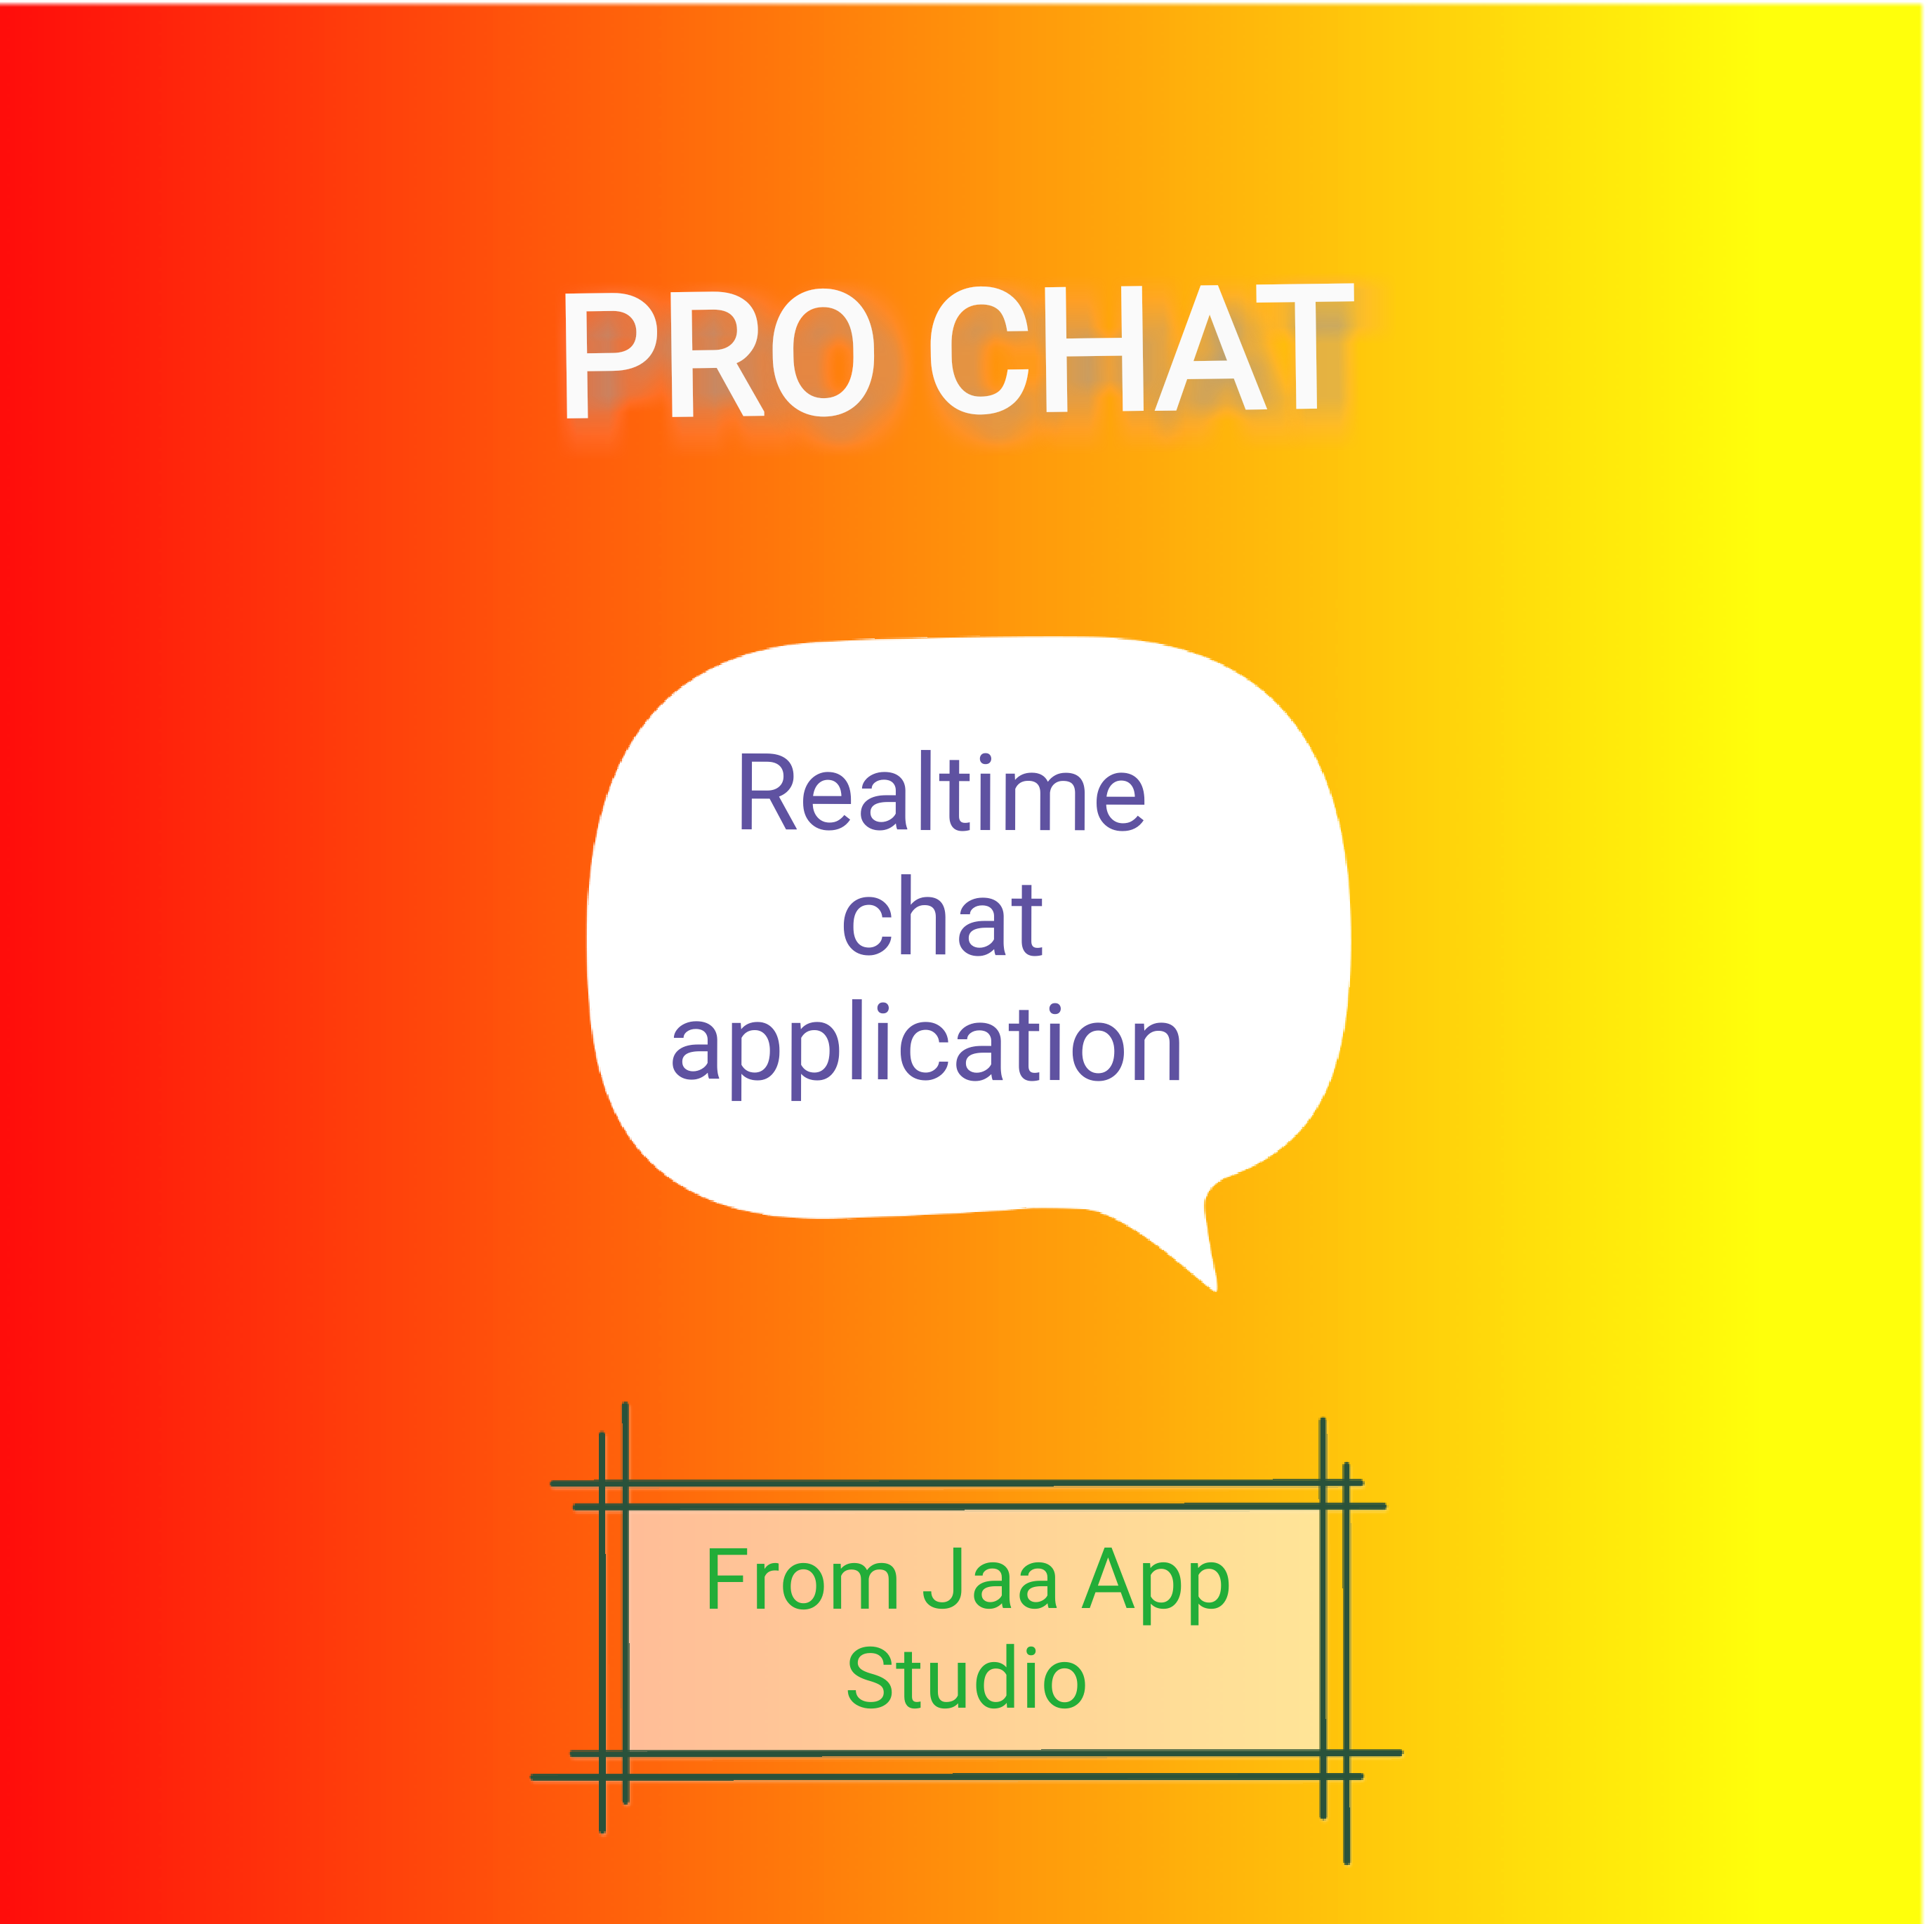 PRO CHAT
Realtime
chat
application
From Jaa App
Studio